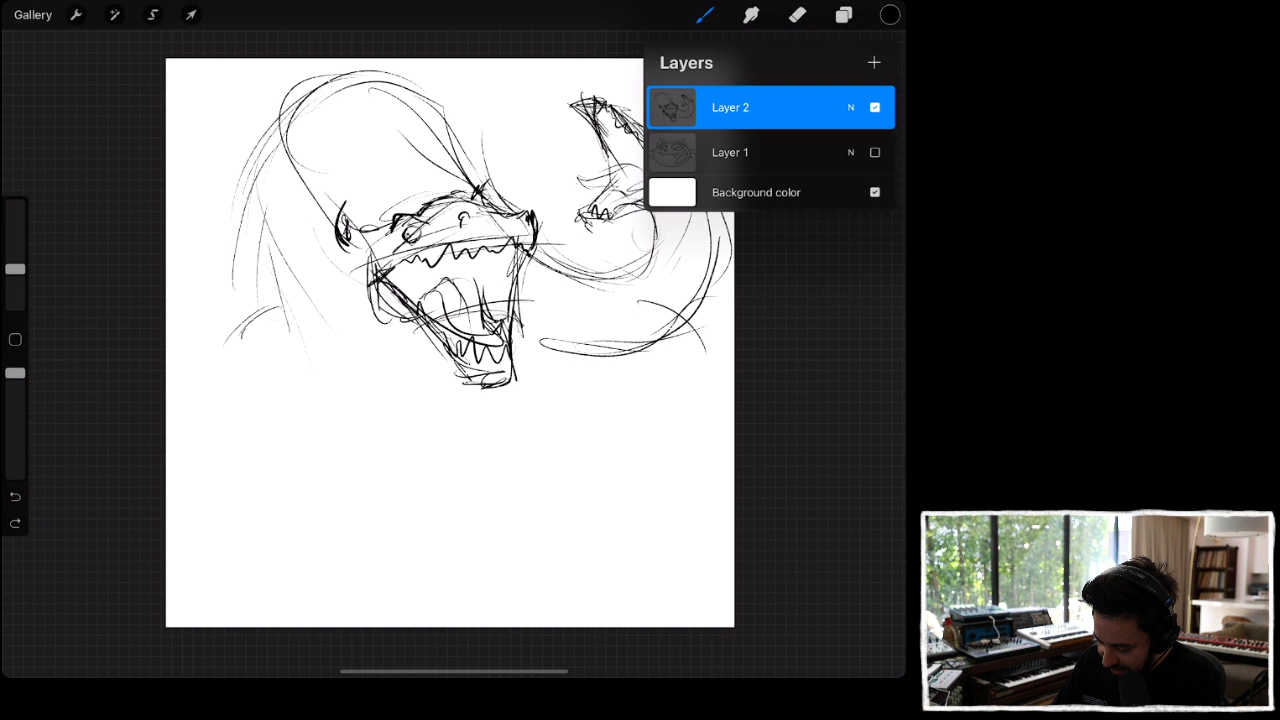 Gallery
Layers
Layer 2 N
Layer 1 N
Background color